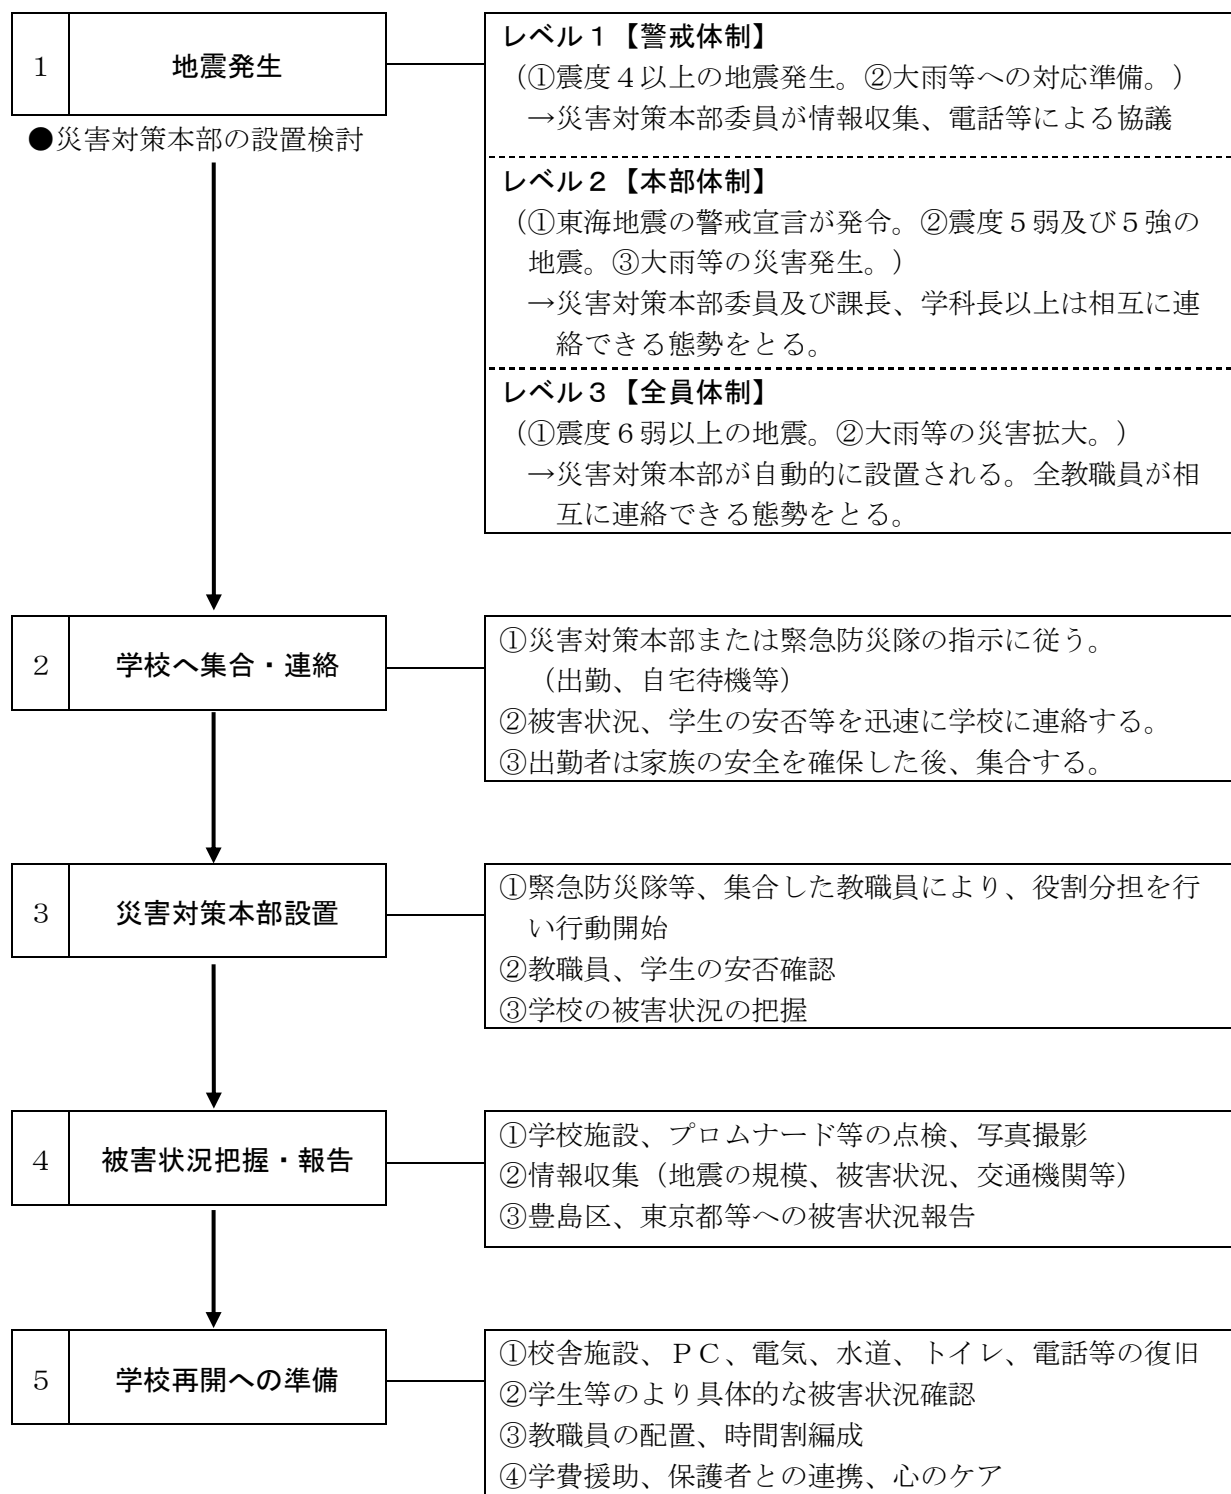 1
地震発生
●災害対策本部の設置検討
レベル１【警戒体制】
（①震度４以上の地震発生。②大雨等への対応準備。）
→災害対策本部委員が情報収集、電話等による協議
レベル２【本部体制】
（①東海地震の警戒宣言が発令。②震度５弱及び５強の
地震。③大雨等の災害発生。）
→災害対策本部委員及び課長、学科長以上は相互に連
絡できる態勢をとる。
レベル３【全員体制】
（①震度６弱以上の地震。②大雨等の災害拡大。）
→災害対策本部が自動的に設置される。全教職員が相
互に連絡できる態勢をとる。
2
学校へ集合・連絡
①災害対策本部または緊急防災隊の指示に従う。
（出勤、自宅待機等）
②被害状況、学生の安否等を迅速に学校に連絡する。
③出勤者は家族の安全を確保した後、集合する。
3
災害対策本部設置
①緊急防災隊等、集合した教職員により、役割分担を行
い行動開始
②教職員、学生の安否確認
③学校の被害状況の把握
4
被害状況把握・報告
①学校施設、プロムナード等の点検、写真撮影
②情報収集（地震の規模、被害状況、交通機関等）
③豊島区、東京都等への被害状況報告
5
学校再開への準備
①校舎施設、ＰＣ、電気、水道、トイレ、電話等の復旧
②学生等のより具体的な被害状況確認
③教職員の配置、時間割編成
④学費援助、保護者との連携、心のケア